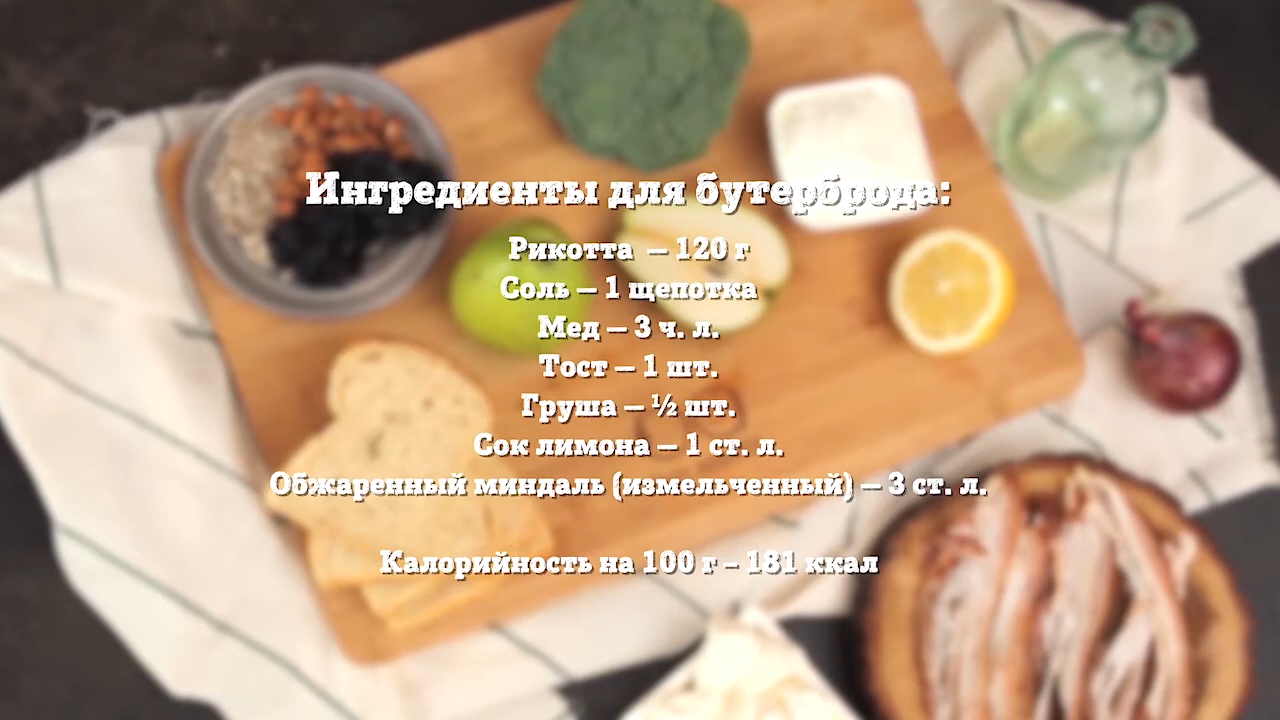 Ингредиенты для бутерброда:
Рикотта – 120 г
Соль – 1 щепотка
Мед – 3 ч. л.
Тост – 1 шт.
Груша – ½ шт.
Сок лимона – 1 ст. л.
Обжаренный миндаль (измельченный) – 3 ст. л.
Калорийность на 100 г – 181 ккал